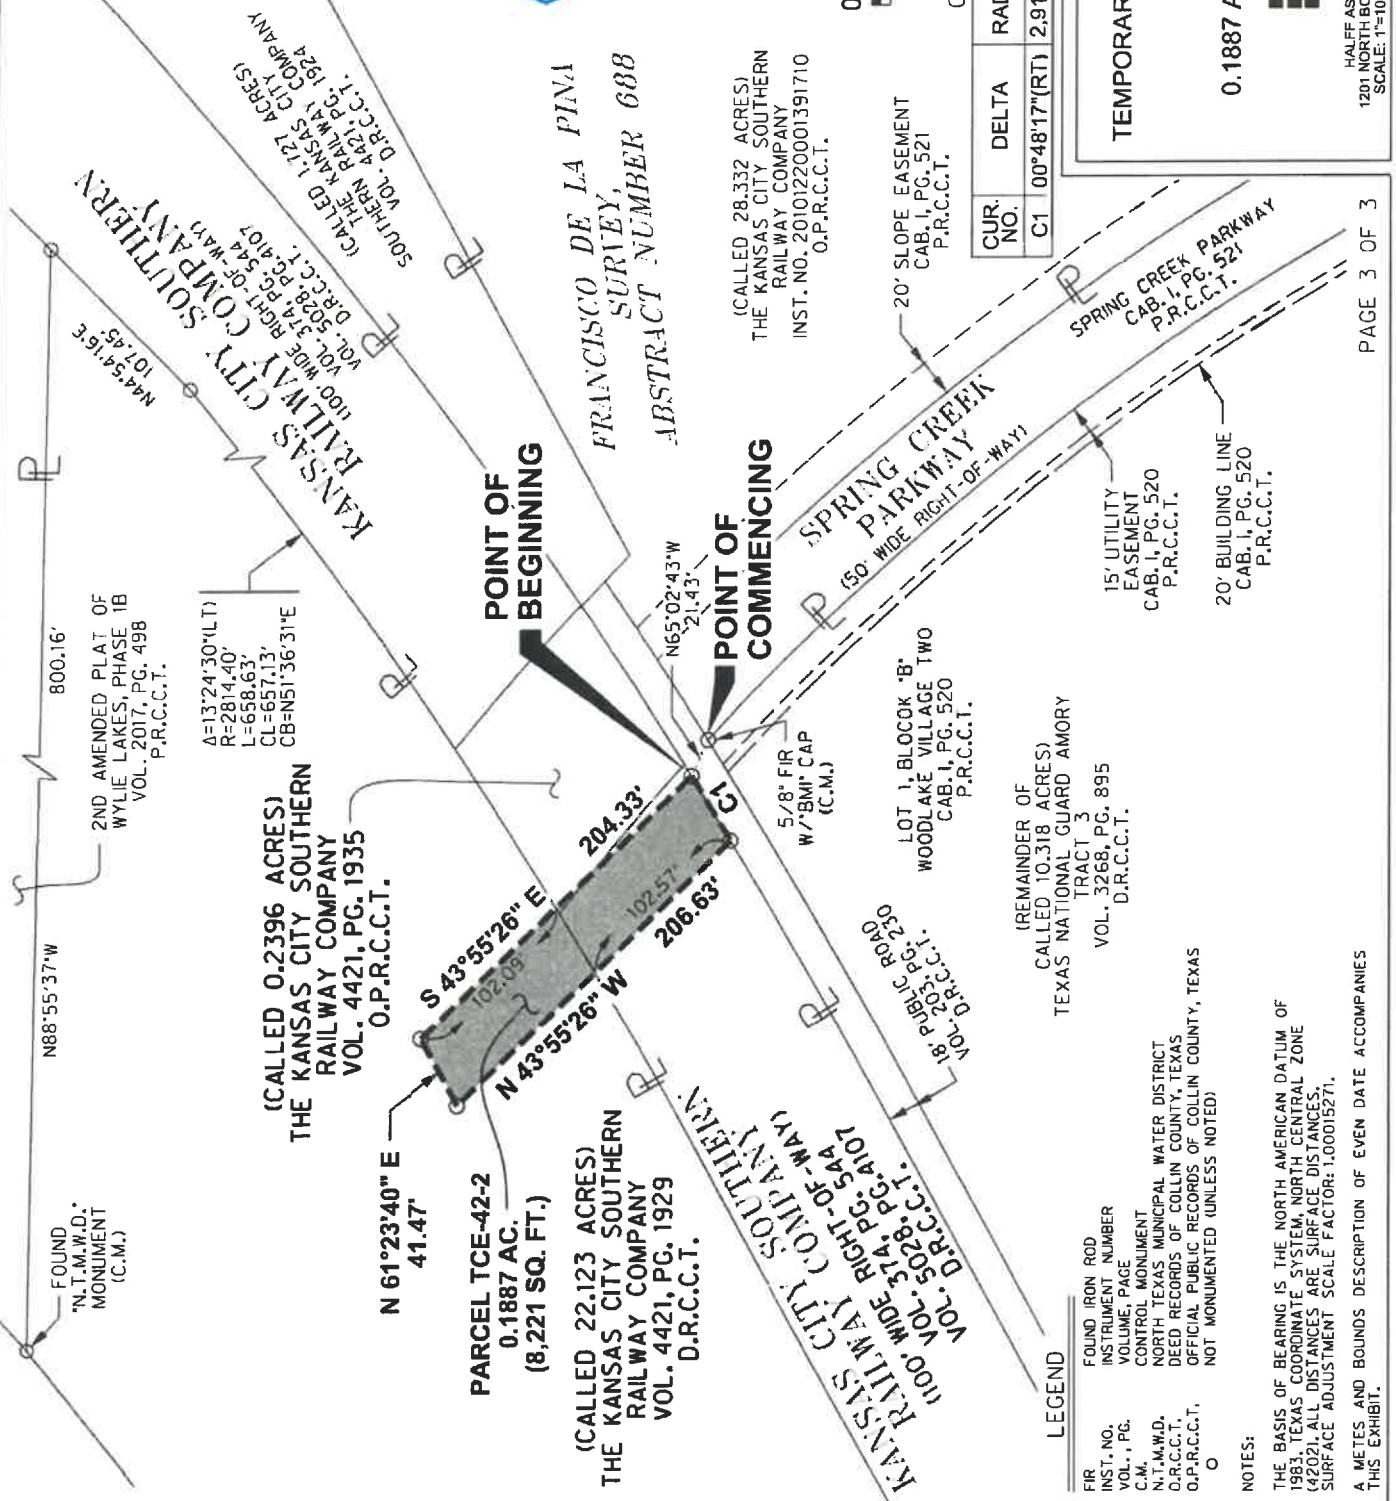 FOUND
"N.T.M.W.D."
MONUMENT
(C.M.)
N88°55'37"W
800.16'
2ND AMENDED PLAT OF
WYLIE LAKES, PHASE 1B
VOL. 2017, PG. 498
P.R.C.C.T.
N44°54'16"E
107.45'
Δ=13°24'30"(LT)
R=2814.40'
L=658.63'
CL=657.13'
CB=N51°36'31"E
KANSAS CITY SOUTHERN
RAILWAY COMPANY
(100' WIDE RIGHT-OF-WAY)
VOL. 374, PG. 544
VOL. 5028, PG. 4107
D.R.C.C.T.
(CALLED 1.727 ACRES)
THE KANSAS CITY
SOUTHERN RAILWAY COMPANY
VOL. 4421, PG. 1924
D.R.C.C.T.
(CALLED 0.2396 ACRES)
THE KANSAS CITY SOUTHERN
RAILWAY COMPANY
VOL. 4421, PG. 1935
O.P.R.C.C.T.
POINT OF
BEGINNING
FRANCISCO DE LA PINA
SURVEY,
ABSTRACT NUMBER 688
N 61°23'40" E
41.47'
S 43°55'26" E
204.33'
102.09'
102.57'
N 43°55'26" W
206.63'
C1
N65°02'43"W
21.43'
POINT OF
COMMENCING
PARCEL TCE-42-2
0.1887 AC.
(8,221 SQ. FT.)
(CALLED 22.123 ACRES)
THE KANSAS CITY SOUTHERN
RAILWAY COMPANY
VOL. 4421, PG. 1929
D.R.C.C.T.
5/8" FIR
W/"BMI" CAP
(C.M.)
(CALLED 28.332 ACRES)
THE KANSAS CITY SOUTHERN
RAILWAY COMPANY
INST. NO. 20101220001391710
O.P.R.C.C.T.
SPRING CREEK
PARKWAY
(50' WIDE RIGHT-OF-WAY)
20' SLOPE EASEMENT
CAB. I, PG. 521
P.R.C.C.T.
SPRING CREEK PARKWAY
CAB. I, PG. 521
P.R.C.C.T.
LOT 1, BLOCOK "B"
WOODLAKE VILLAGE TWO
CAB. I, PG. 520
P.R.C.C.T.
15' UTILITY
EASEMENT
CAB. I, PG. 520
P.R.C.C.T.
20' BUILDING LINE
CAB. I, PG. 520
P.R.C.C.T.
KANSAS CITY SOUTHERN
RAILWAY COMPANY
(100' WIDE RIGHT-OF-WAY)
VOL. 374, PG. 544
VOL. 5028, PG. 4107
D.R.C.C.T.
18' PUBLIC ROAD
VOL. 203, PG. 230
D.R.C.C.T.
(REMAINDER OF
CALLED 10.318 ACRES)
TEXAS NATIONAL GUARD AMORY
TRACT 3
VOL. 3268, PG. 895
D.R.C.C.T.
LEGEND
FIR FOUND IRON ROD
INST. NO. INSTRUMENT NUMBER
VOL., PG. VOLUME, PAGE
C.M. CONTROL MONUMENT
N.T.M.W.D. NORTH TEXAS MUNICIPAL WATER DISTRICT
D.R.C.C.T. DEED RECORDS OF COLLIN COUNTY, TEXAS
O.P.R.C.C.T. OFFICIAL PUBLIC RECORDS OF COLLIN COUNTY, TEXAS
O NOT MONUMENTED (UNLESS NOTED)
NOTES:
THE BASIS OF BEARING IS THE NORTH AMERICAN DATUM OF
1983, TEXAS COORDINATE SYSTEM, NORTH CENTRAL ZONE
(4202). ALL DISTANCES ARE SURFACE DISTANCES.
SURFACE ADJUSTMENT SCALE FACTOR: 1.00015271.
A METES AND BOUNDS DESCRIPTION OF EVEN DATE ACCOMPANIES
THIS EXHIBIT.
CUR. NO. DELTA RAD
C1 00°48'17"(RT) 2,91
TEMPORAR
0.1887 A
HALFF AS
1201 NORTH BO
SCALE: 1"=10
PAGE 3 OF 3